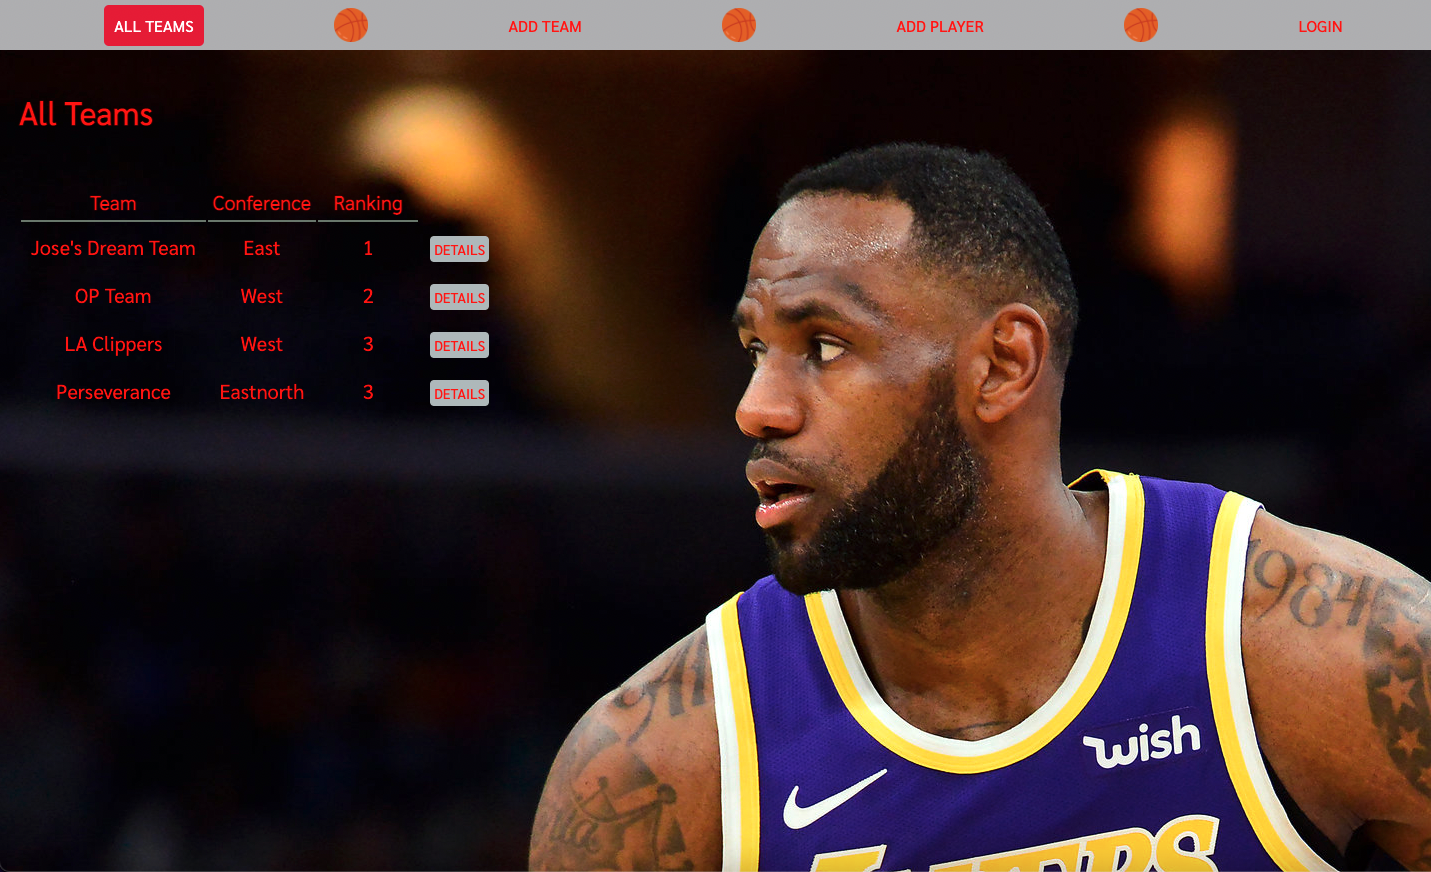 ALL TEAMS ADD TEAM ADD PLAYER LOGIN
All Teams
Team Conference Ranking
Jose's Dream Team East 1 DETAILS
OP Team West 2 DETAILS
LA Clippers West 3 DETAILS
Perseverance Eastnorth 3 DETAILS
1984
wish
LAKERS